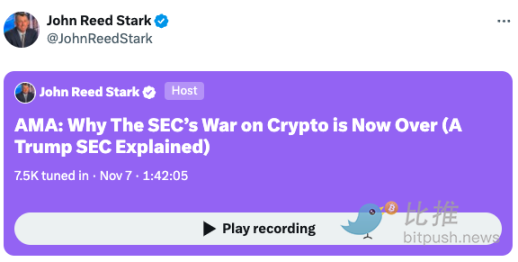 John Reed Stark
@JohnReedStark
John Reed Stark Host
AMA: Why The SEC’s War on Crypto is Now Over (A
Trump SEC Explained)
7.5K tuned in · Nov 7 · 1:42:05
Play recording
比推
bitpush.news